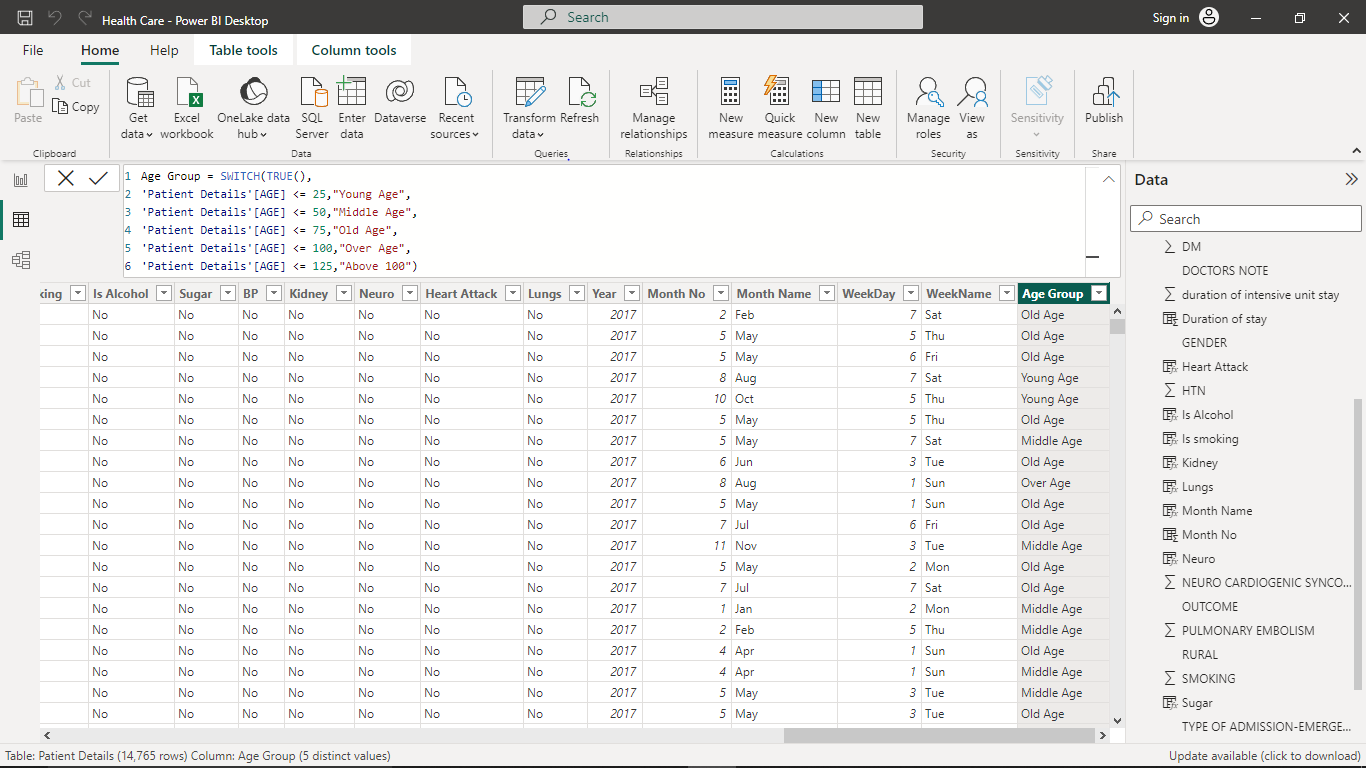 Health Care - Power BI Desktop
Search
Sign in
File Home Help Table tools Column tools
Paste
Cut
Copy
Get data
Excel workbook
OneLake data hub
SQL Server
Enter data
Dataverse
Recent sources
Transform data
Refresh
Manage relationships
New measure
Quick measure
New column
New table
Manage roles
View as
Sensitivity
Publish
Clipboard Data Queries Relationships Calculations Security Sensitivity Share
1 Age Group = SWITCH(TRUE(),
2 'Patient Details'[AGE] <= 25,"Young Age",
3 'Patient Details'[AGE] <= 50,"Middle Age",
4 'Patient Details'[AGE] <= 75,"Old Age",
5 'Patient Details'[AGE] <= 100,"Over Age",
6 'Patient Details'[AGE] <= 125,"Above 100")
king Is Alcohol Sugar BP Kidney Neuro Heart Attack Lungs Year Month No Month Name WeekDay WeekName Age Group
No No No No No No No 2017 2 Feb 7 Sat Old Age
No No No No No No No 2017 5 May 5 Thu Old Age
No No No No No No No 2017 5 May 6 Fri Old Age
No No No No No No No 2017 8 Aug 7 Sat Young Age
No No No No No No No 2017 10 Oct 5 Thu Young Age
No No No No No No No 2017 5 May 5 Thu Old Age
No No No No No No No 2017 5 May 7 Sat Middle Age
No No No No No No No 2017 6 Jun 3 Tue Old Age
No No No No No No No 2017 8 Aug 1 Sun Over Age
No No No No No No No 2017 5 May 1 Sun Old Age
No No No No No No No 2017 7 Jul 6 Fri Old Age
No No No No No No No 2017 11 Nov 3 Tue Middle Age
No No No No No No No 2017 5 May 2 Mon Old Age
No No No No No No No 2017 7 Jul 7 Sat Old Age
No No No No No No No 2017 1 Jan 2 Mon Middle Age
No No No No No No No 2017 2 Feb 5 Thu Middle Age
No No No No No No No 2017 4 Apr 1 Sun Old Age
No No No No No No No 2017 4 Apr 1 Sun Middle Age
No No No No No No No 2017 5 May 3 Tue Middle Age
No No No No No No No 2017 5 May 3 Tue Old Age
Data
Search
DM
DOCTORS NOTE
duration of intensive unit stay
Duration of stay
GENDER
Heart Attack
HTN
Is Alcohol
Is smoking
Kidney
Lungs
Month Name
Month No
Neuro
NEURO CARDIOGENIC SYNCO...
OUTCOME
PULMONARY EMBOLISM
RURAL
SMOKING
Sugar
TYPE OF ADMISSION-EMERGE...
Table: Patient Details (14,765 rows) Column: Age Group (5 distinct values)
Update available (click to download)